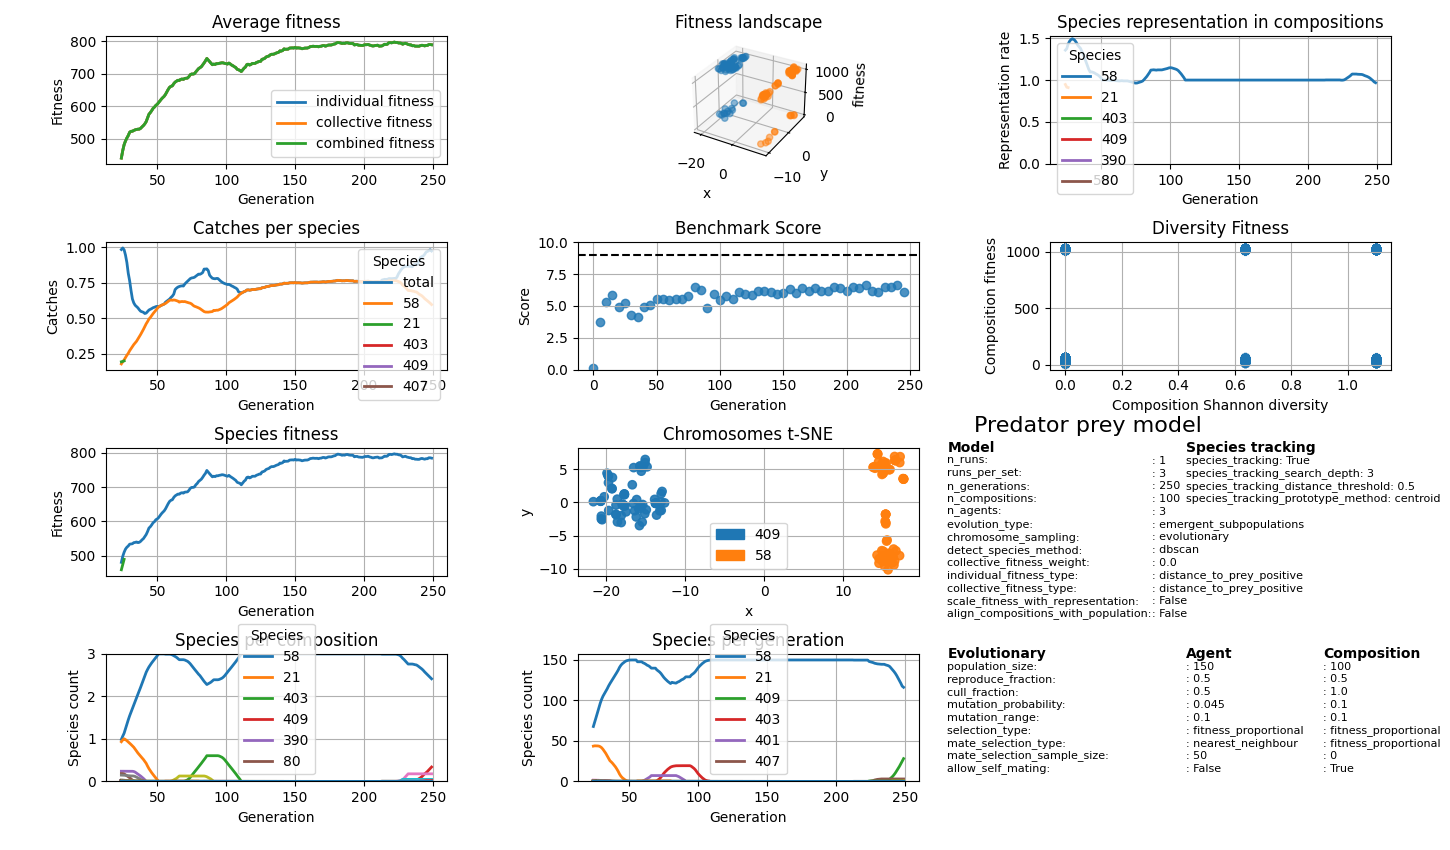 Average fitness
800
700
600
500
Fitness
individual fitness
collective fitness
combined fitness
50
100
150
200
250
Generation
Fitness landscape
1000
500
0
fitness
−20
0
x
0
−10
y
Species representation in compositions
1.5
1.0
0.5
0.0
Representation rate
Species
58
21
403
409
390
80
50
100
150
200
250
Generation
Catches per species
1.00
0.75
0.50
0.25
Catches
Species
total
58
21
403
409
407
50
100
150
200
250
Generation
Benchmark Score
10.0
7.5
5.0
2.5
0.0
Score
0
50
100
150
200
250
Generation
Diversity Fitness
1000
500
0
Composition fitness
0.0
0.2
0.4
0.6
0.8
1.0
Composition Shannon diversity
Species fitness
800
700
600
500
Fitness
50
100
150
200
250
Generation
Chromosomes t-SNE
5
0
−5
−10
y
409
58
−20
−10
0
10
x
Predator prey model
Model
n_runs: : 1
runs_per_set: : 3
n_generations: : 250
n_compositions: : 100
n_agents: : 3
evolution_type: : emergent_subpopulations
chromosome_sampling: : evolutionary
detect_species_method: : dbscan
collective_fitness_weight: : 0.0
individual_fitness_type: : distance_to_prey_positive
collective_fitness_type: : distance_to_prey_positive
scale_fitness_with_representation: : False
align_compositions_with_population: : False
Species tracking
species_tracking: True
species_tracking_search_depth: 3
species_tracking_distance_threshold: 0.5
species_tracking_prototype_method: centroid
Species per composition
3
2
1
0
Species count
Species
58
21
403
409
390
80
50
100
150
200
250
Generation
Species per generation
150
100
50
0
Species count
Species
58
21
409
403
401
407
50
100
150
200
250
Generation
Evolutionary Agent Composition
population_size: : 150 : 100
reproduce_fraction: : 0.5 : 0.5
cull_fraction: : 0.5 : 1.0
mutation_probability: : 0.045 : 0.1
mutation_range: : 0.1 : 0.1
selection_type: : fitness_proportional : fitness_proportional
mate_selection_type: : nearest_neighbour : fitness_proportional
mate_selection_sample_size: : 50 : 0
allow_self_mating: : False : True